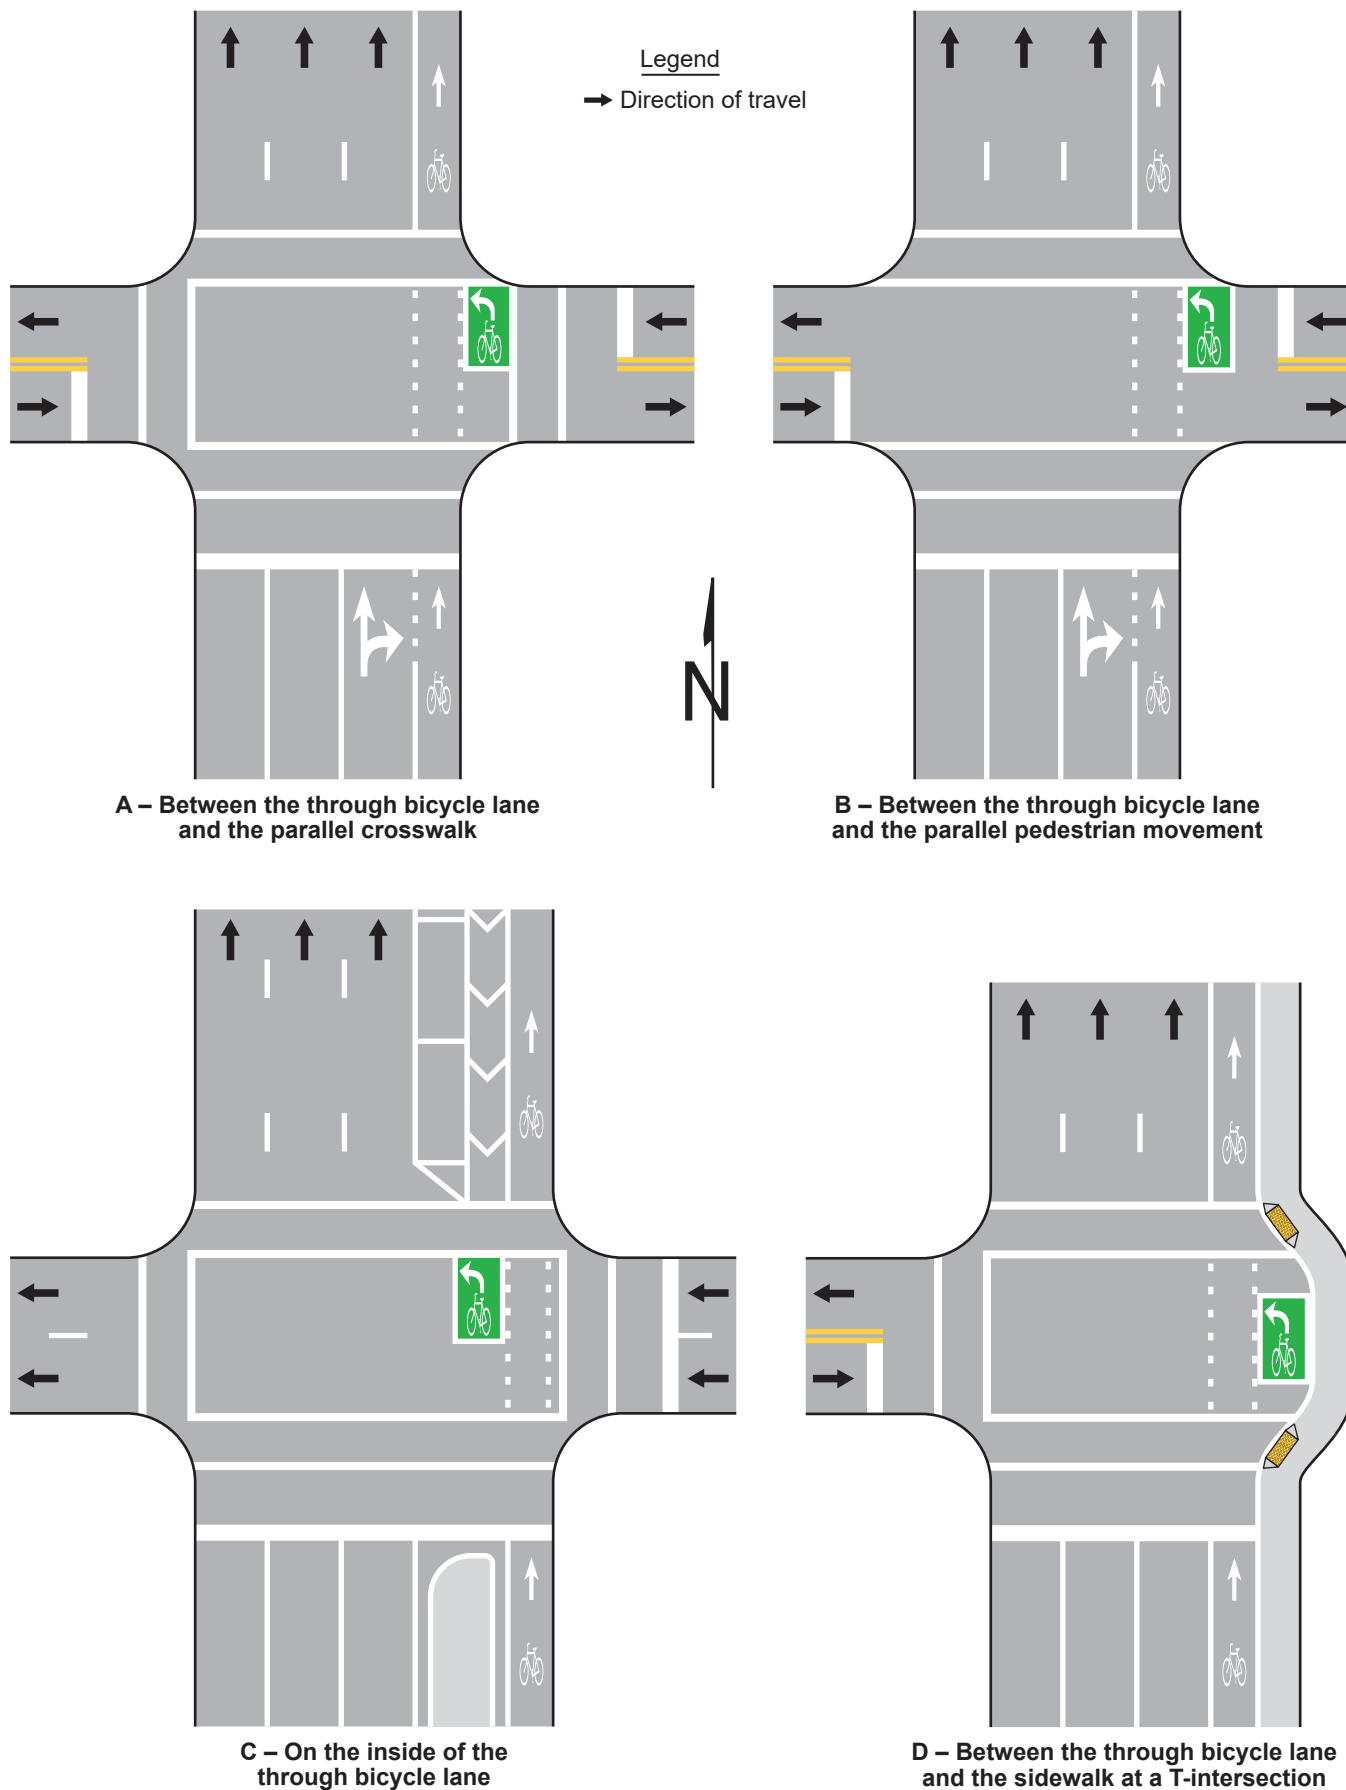 Legend
Direction of travel
N
A – Between the through bicycle lane
and the parallel crosswalk
B – Between the through bicycle lane
and the parallel pedestrian movement
C – On the inside of the
through bicycle lane
D – Between the through bicycle lane
and the sidewalk at a T-intersection